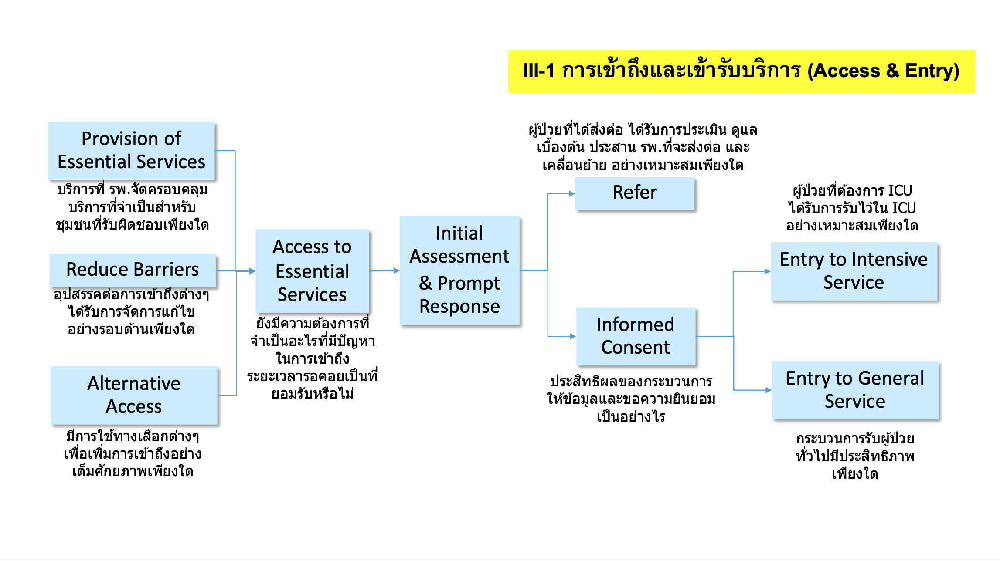 III-1 การเข้าถึงและเข้ารับบริการ (Access & Entry)
Provision of
Essential Services
บริการที่ รพ.จัดครอบคลุม
บริการที่จำเป็นสำหรับ
ชุมชนที่รับผิดชอบเพียงใด
Reduce Barriers
อุปสรรคต่อการเข้าถึงต่างๆ
ได้รับการจัดการแก้ไข
อย่างรอบด้านเพียงใด
Alternative
Access
มีการใช้ทางเลือกต่างๆ
เพื่อเพิ่มการเข้าถึงอย่าง
เต็มศักยภาพเพียงใด
Access to
Essential
Services
ยังมีความต้องการที่
จำเป็นอะไรที่มีปัญหา
ในการเข้าถึง
ระยะเวลารอคอยเป็นที่
ยอมรับหรือไม่
Initial
Assessment
& Prompt
Response
ผู้ป่วยที่ได้ส่งต่อ ได้รับการประเมิน ดูแล
เบื้องต้น ประสาน รพ.ที่จะส่งต่อ และ
เคลื่อนย้าย อย่างเหมาะสมเพียงใด
Refer
Informed
Consent
ประสิทธิผลของกระบวนการ
ให้ข้อมูลและขอความยินยอม
เป็นอย่างไร
ผู้ป่วยที่ต้องการ ICU
ได้รับการรับไว้ใน ICU
อย่างเหมาะสมเพียงใด
Entry to Intensive
Service
Entry to General
Service
กระบวนการรับผู้ป่วย
ทั่วไปมีประสิทธิภาพ
เพียงใด